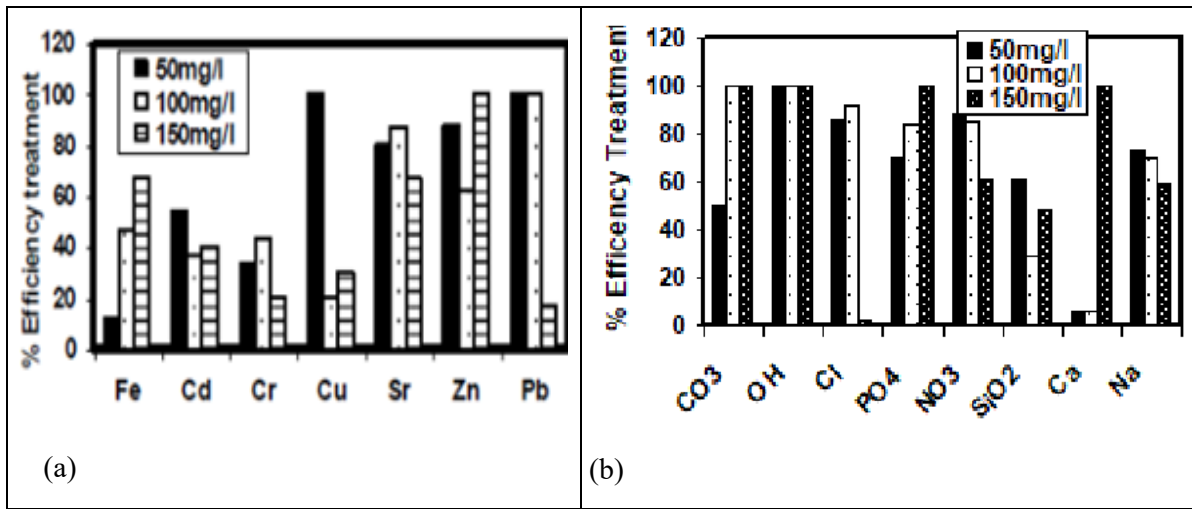 120
100
80
60
40
20
0
% Efficiency treatment
50mg/l
100mg/l
150mg/l
Fe Cd Cr Cu Sr Zn Pb
(a)
120
100
80
60
40
20
0
% Efficency Treatment
50mg/l
100mg/l
150mg/l
CO3 OH Cl PO4 NO3 SiO2 Ca Na
(b)